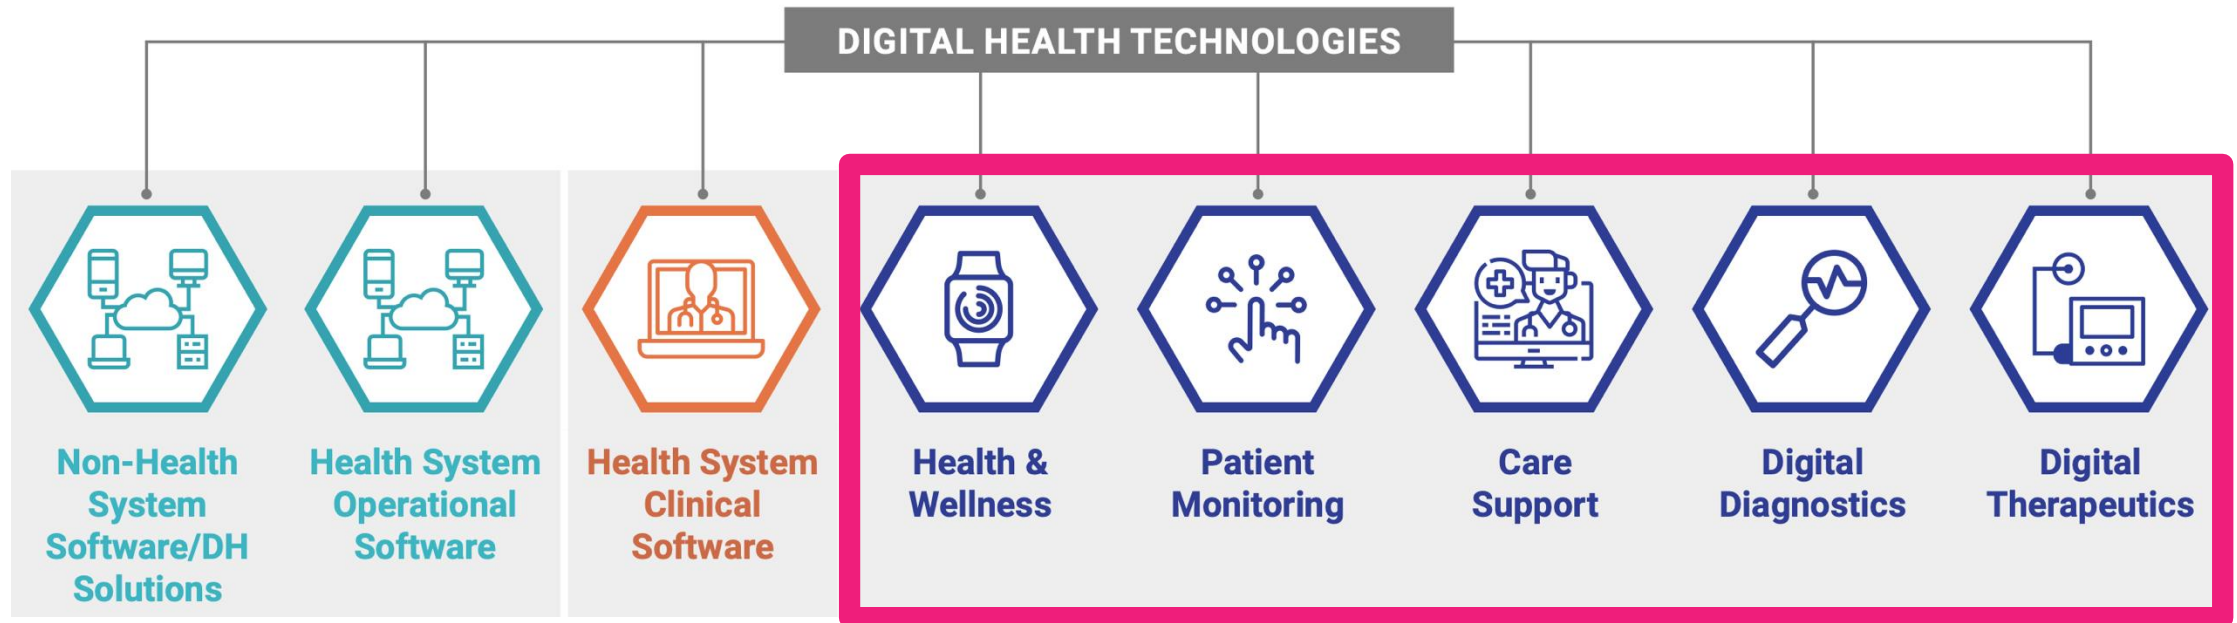 DIGITAL HEALTH TECHNOLOGIES
Non-Health
System
Software/DH
Solutions
Health System
Operational
Software
Health System
Clinical
Software
Health &
Wellness
Patient
Monitoring
Care
Support
Digital
Diagnostics
Digital
Therapeutics